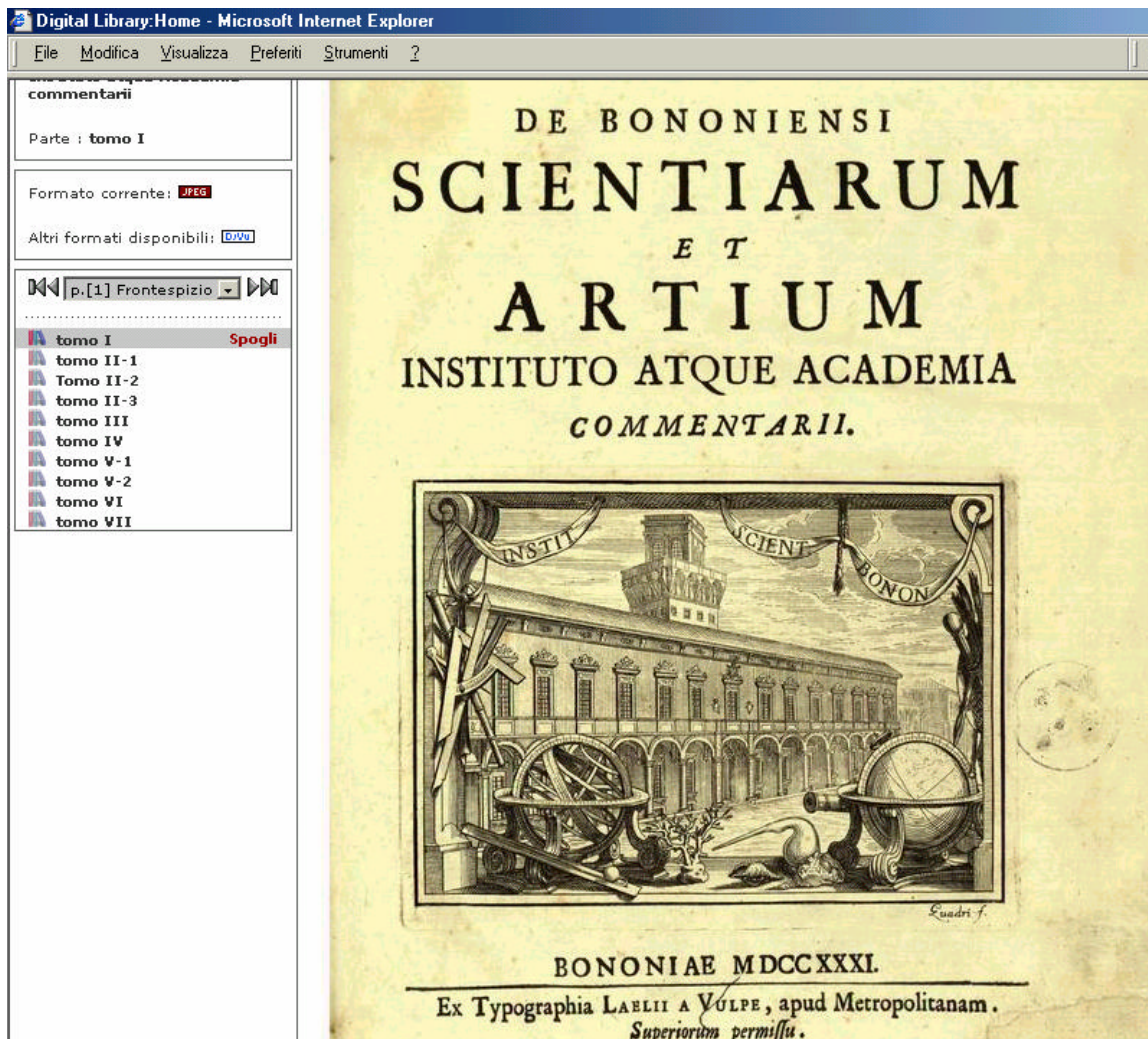 Digital Library:Home - Microsoft Internet Explorer
File Modifica Visualizza Preferiti Strumenti ?
commentarii
Parte : tomo I
Formato corrente: JPEG
Altri formati disponibili: DjVu
p.[1] Frontespizio
tomo I Spogli
tomo II-1
Tomo II-2
tomo II-3
tomo III
tomo IV
tomo V-1
tomo V-2
tomo VI
tomo VII
DE BONONIENSI
SCIENTIARUM
ET
ARTIUM
INSTITUTO ATQUE ACADEMIA
COMMENTARII.
INSTIT.
SCIENT
BONON
Quadri f.
BONONIAE MDCCXXXI.
Ex Typographia LAELII A VULPE, apud Metropolitanam.
Superiorum permiſſu.